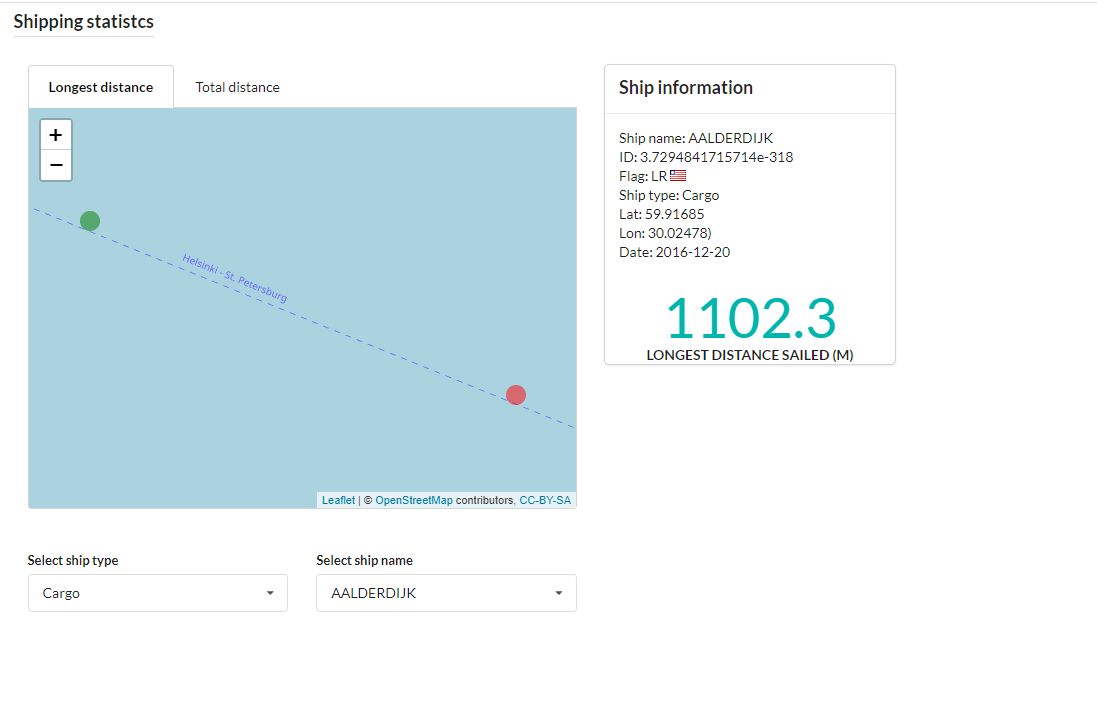 Shipping statistcs
Longest distance
Total distance
+
−
Helsinki - St. Petersburg
Leaflet | © OpenStreetMap contributors, CC-BY-SA
Ship information
Ship name: AALDERDIJK
ID: 3.7294841715714e-318
Flag: LR
Ship type: Cargo
Lat: 59.91685
Lon: 30.02478)
Date: 2016-12-20
1102.3
LONGEST DISTANCE SAILED (M)
Select ship type
Cargo
Select ship name
AALDERDIJK